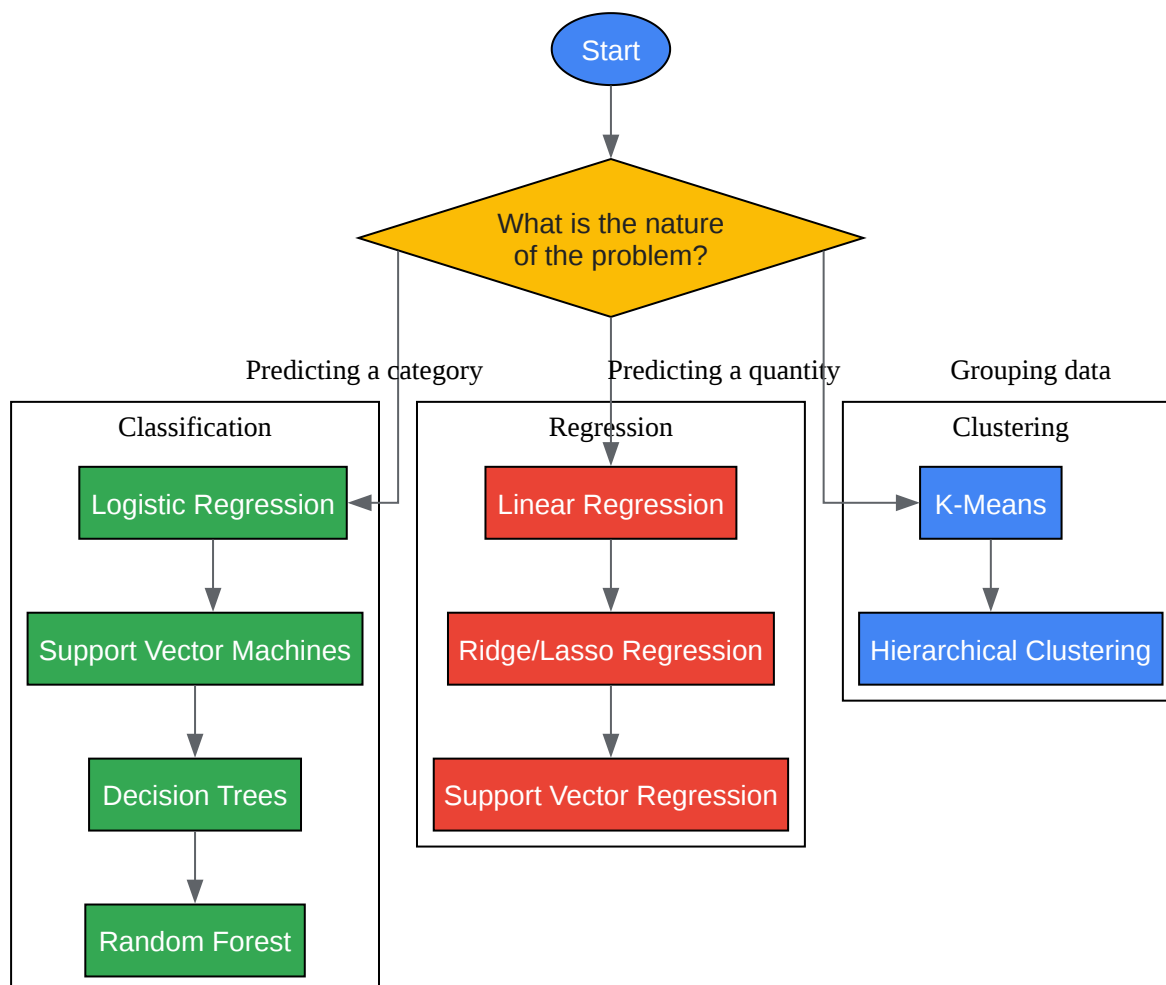 Start
What is the nature
of the problem?
Predicting a category
Predicting a quantity
Grouping data
Classification
Regression
Clustering
Logistic Regression
Linear Regression
K-Means
Support Vector Machines
Ridge/Lasso Regression
Hierarchical Clustering
Decision Trees
Support Vector Regression
Random Forest